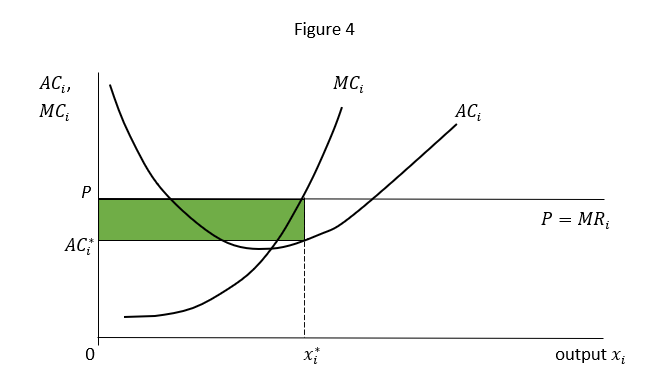 Figure 4
ACᵢ,
MCᵢ
MCᵢ
ACᵢ
P
P = MRᵢ
ACᵢ*
0
xᵢ*
output xᵢ